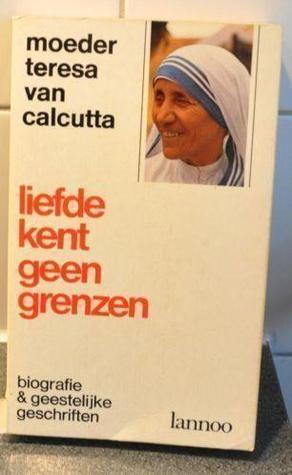 moeder
teresa
van
calcutta
liefde
kent
geen
grenzen
biografie
& geestelijke
geschriften
lannoo